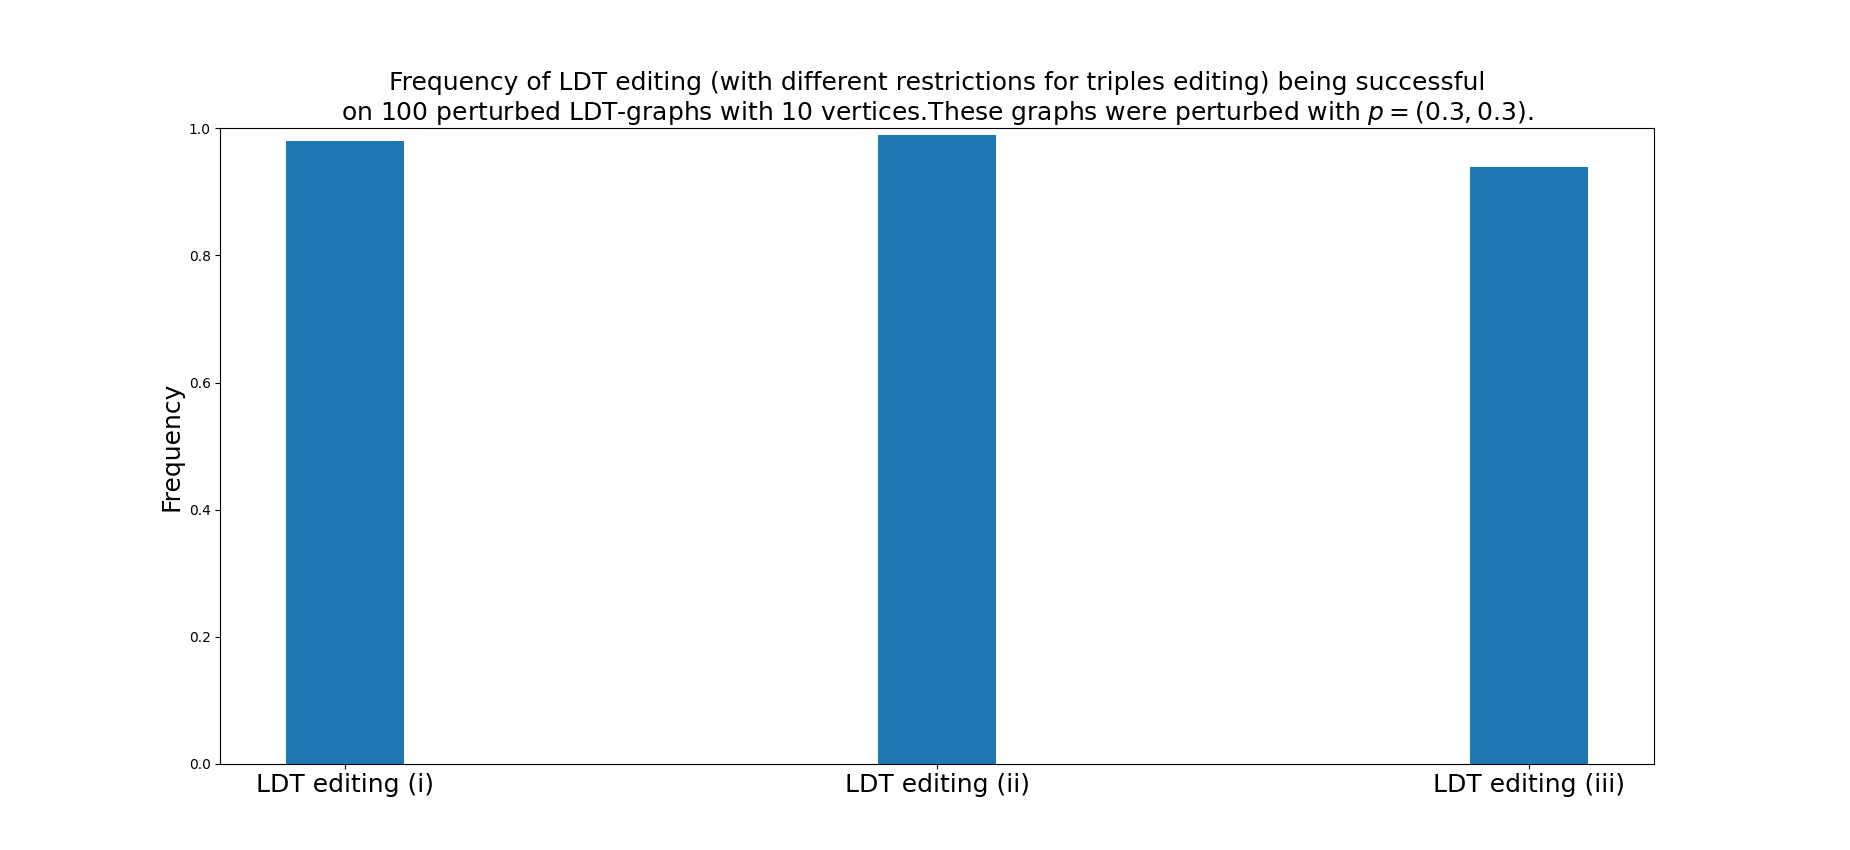 Frequency of LDT editing (with different restrictions for triples editing) being successful
on 100 perturbed LDT-graphs with 10 vertices.These graphs were perturbed with p = (0.3, 0.3).
1.0
0.8
0.6
0.4
0.2
0.0
Frequency
LDT editing (i)
LDT editing (ii)
LDT editing (iii)